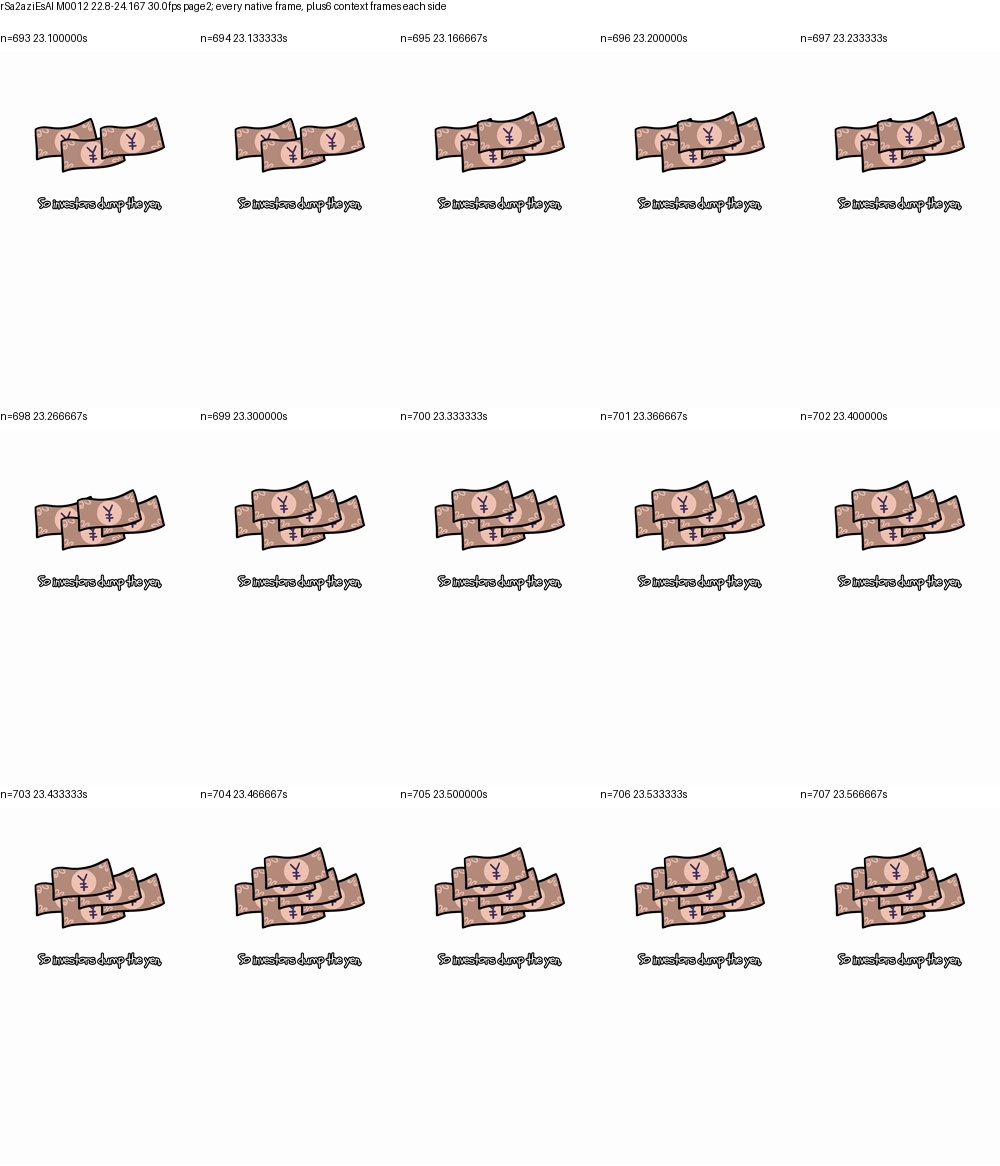 rSa2aziEsAI M0012 22.8-24.167 30.0fps page2; every native frame, plus6 context frames each side
n=693 23.100000s
n=694 23.133333s
n=695 23.166667s
n=696 23.200000s
n=697 23.233333s
¥ ¥ ¥
¥ ¥ ¥
¥ ¥ ¥
¥ ¥ ¥
¥ ¥ ¥
So investors dump the yen,
So investors dump the yen,
So investors dump the yen,
So investors dump the yen,
So investors dump the yen,
n=698 23.266667s
n=699 23.300000s
n=700 23.333333s
n=701 23.366667s
n=702 23.400000s
¥ ¥ ¥
¥ ¥ ¥
¥ ¥ ¥
¥ ¥ ¥
¥ ¥ ¥
So investors dump the yen,
So investors dump the yen,
So investors dump the yen,
So investors dump the yen,
So investors dump the yen,
n=703 23.433333s
n=704 23.466667s
n=705 23.500000s
n=706 23.533333s
n=707 23.566667s
¥ ¥ ¥
¥ ¥ ¥
¥ ¥ ¥
¥ ¥ ¥
¥ ¥ ¥
So investors dump the yen,
So investors dump the yen,
So investors dump the yen,
So investors dump the yen,
So investors dump the yen,